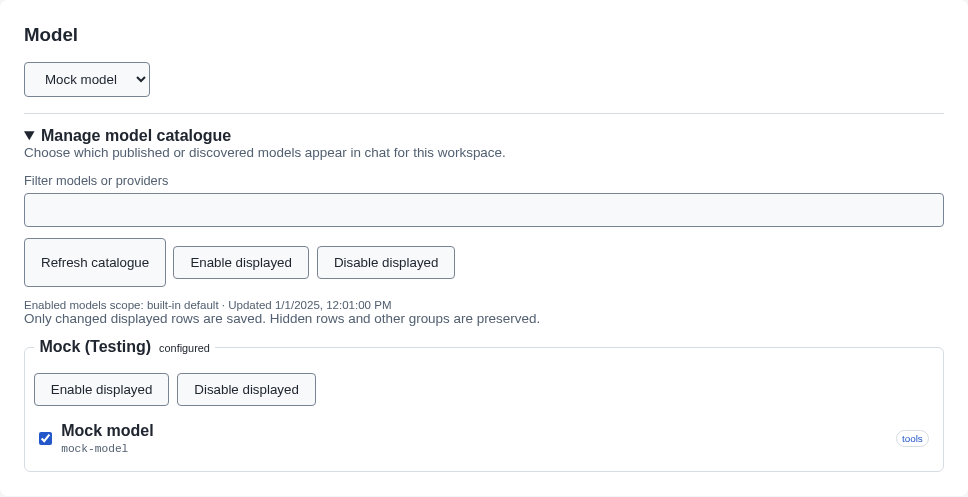 Model
Mock model
Manage model catalogue
Choose which published or discovered models appear in chat for this workspace.
Filter models or providers
Refresh catalogue Enable displayed Disable displayed
Enabled models scope: built-in default · Updated 1/1/2025, 12:01:00 PM
Only changed displayed rows are saved. Hidden rows and other groups are preserved.
Mock (Testing) configured
Enable displayed Disable displayed
Mock model
mock-model
tools